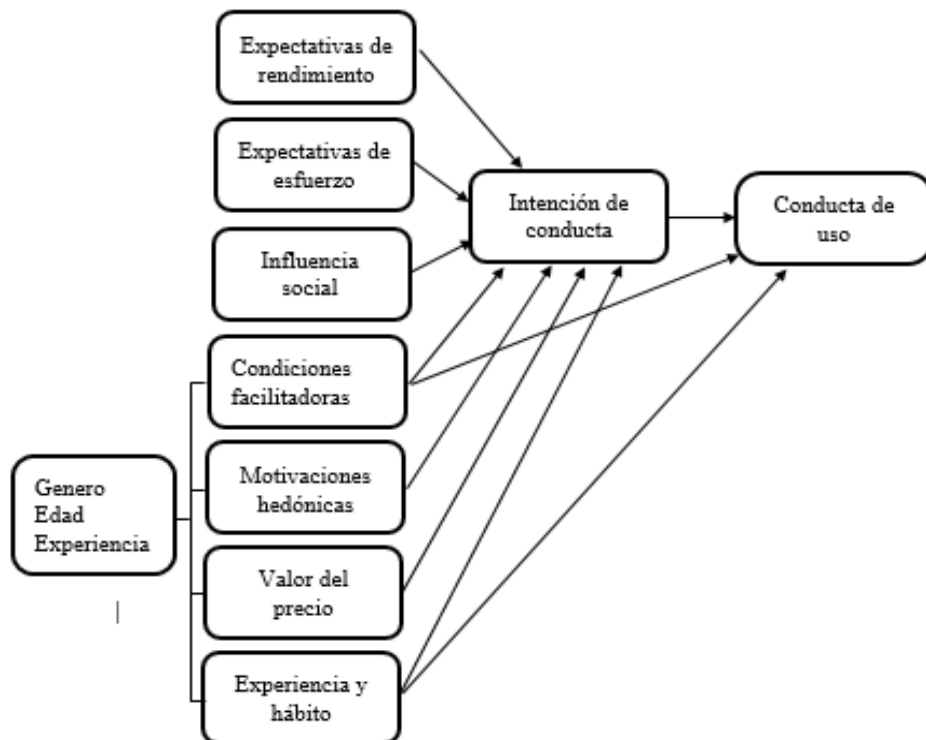 Expectativas de
rendimiento
Expectativas de
esfuerzo
Influencia
social
Condiciones
facilitadoras
Motivaciones
hedónicas
Valor del
precio
Experiencia y
hábito
Genero
Edad
Experiencia
Intención de
conducta
Conducta de
uso